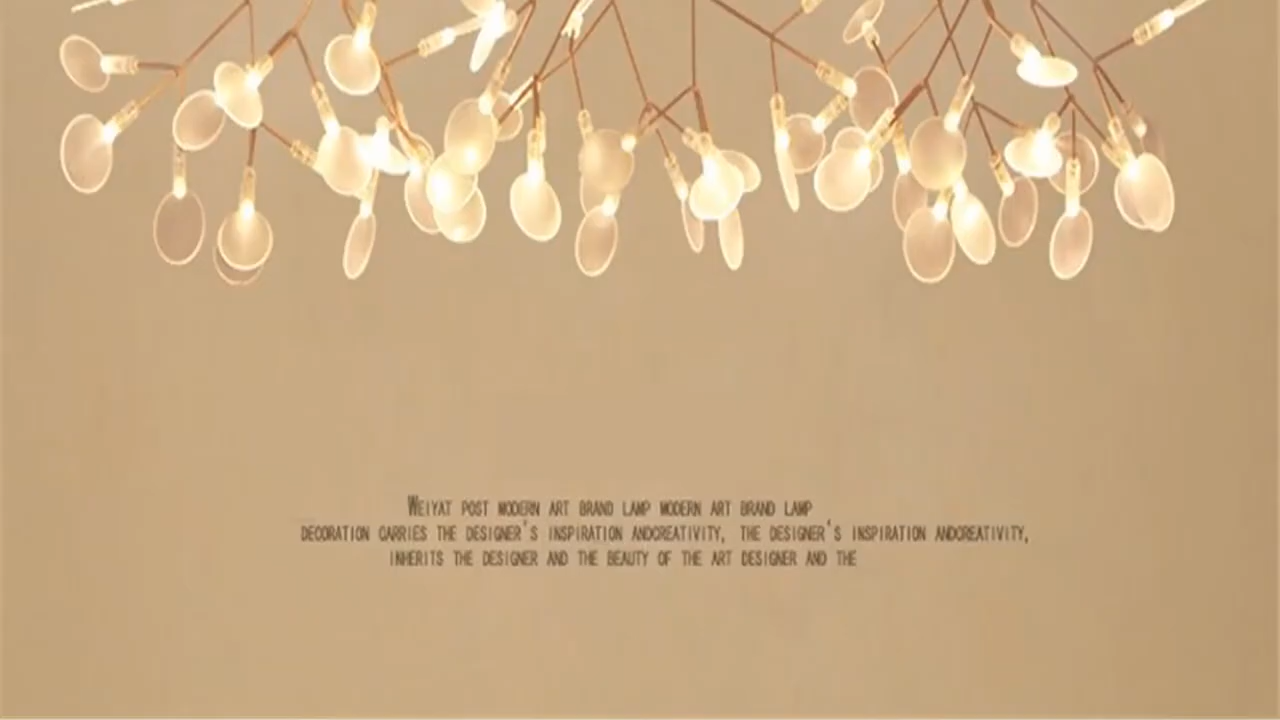 Weiyat post modern art brand lamp modern art brand lamp
decoration carries the designer's inspiration andcreativity, the designer's inspiration andcreativity,
inherits the designer and the beauty of the art designer and the